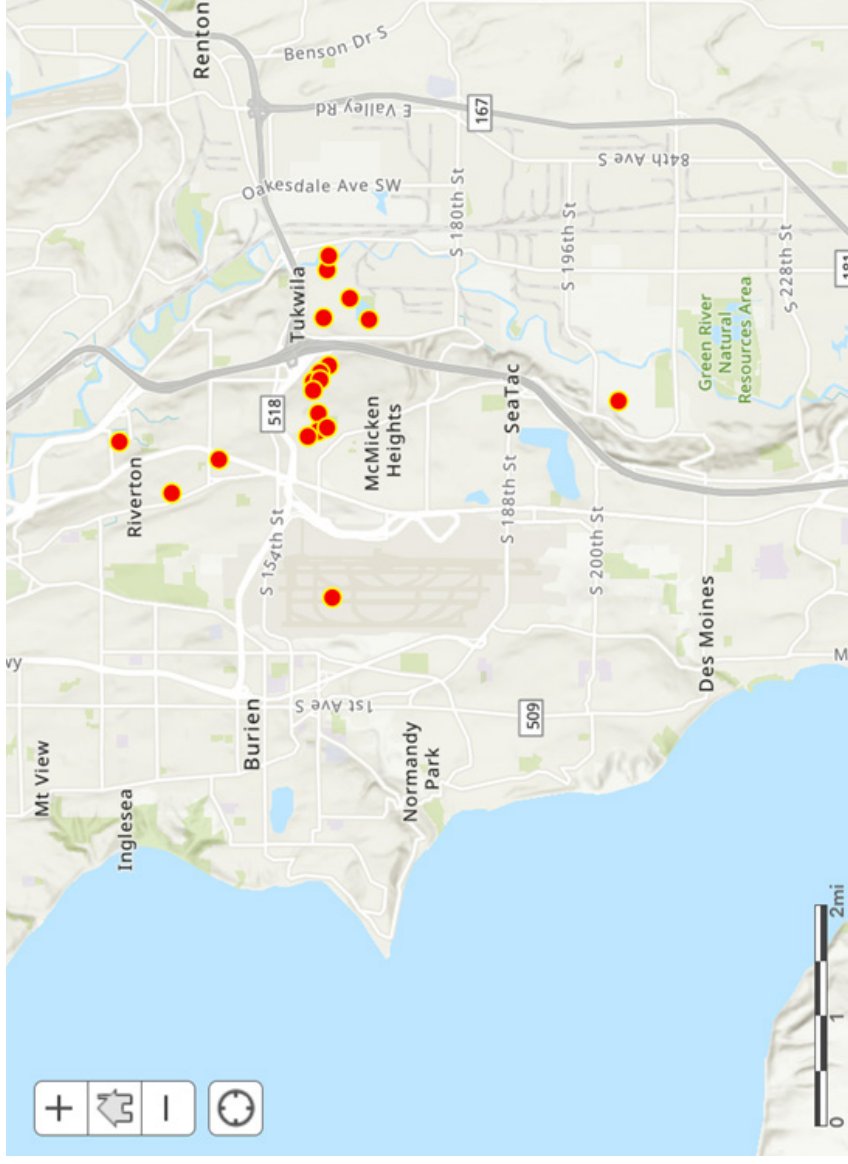 Mt View
+
Inglesea
Riverton
−
Renton
Burien
S 154th St
518
Tukwila
Oakesdale Ave SW
Benson Dr S
1st Ave S
E Valley Rd
McMicken
Heights
Normandy
Park
S 180th St
167
S 188th St
SeaTac
509
S 196th St
S 200th St
84th Ave S
Des Moines
Green River
Natural
Resources Area
S 228th St
0 1 2mi
M
181